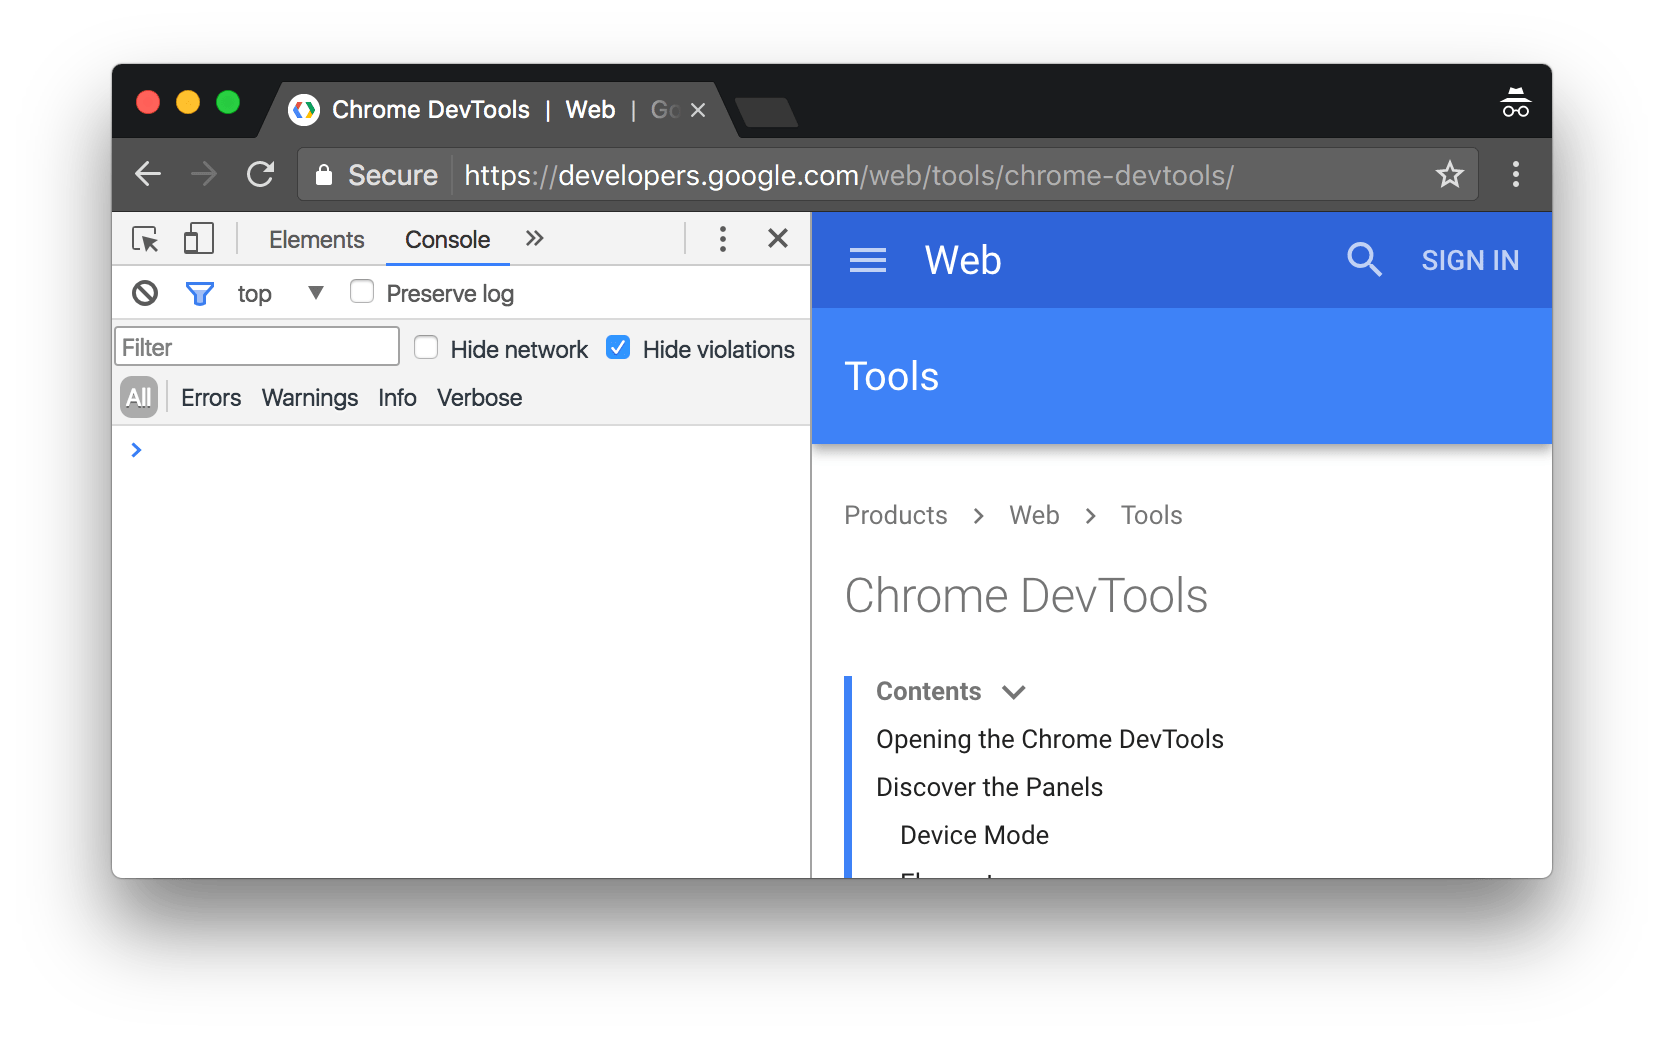 Chrome DevTools | Web | Go
Secure https://developers.google.com/web/tools/chrome-devtools/
Elements Console
top Preserve log
Filter Hide network Hide violations
All Errors Warnings Info Verbose
Web SIGN IN
Tools
Products > Web > Tools
Chrome DevTools
Contents
Opening the Chrome DevTools
Discover the Panels
Device Mode